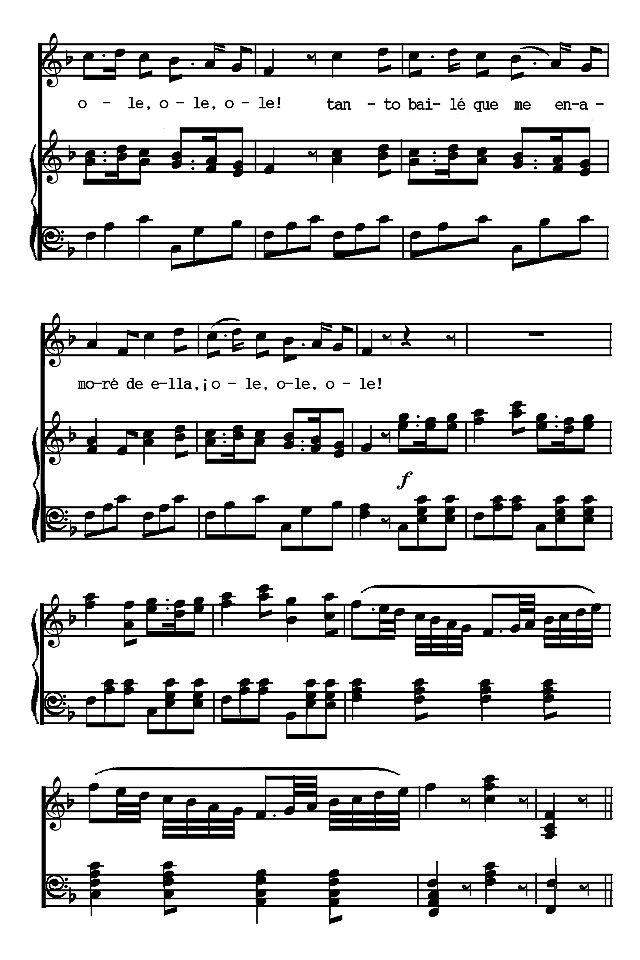 o – le, o – le, o – le! tan – to bai – lé que me en – a –
mo-ré de e-lla, ¡o – le, o-le, o – le!
f